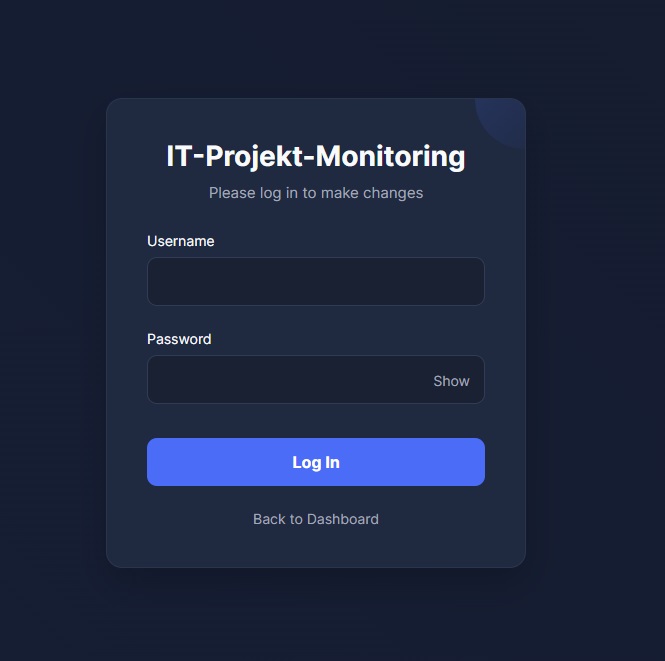 IT-Projekt-Monitoring
Please log in to make changes
Username
Password
Show
Log In
Back to Dashboard